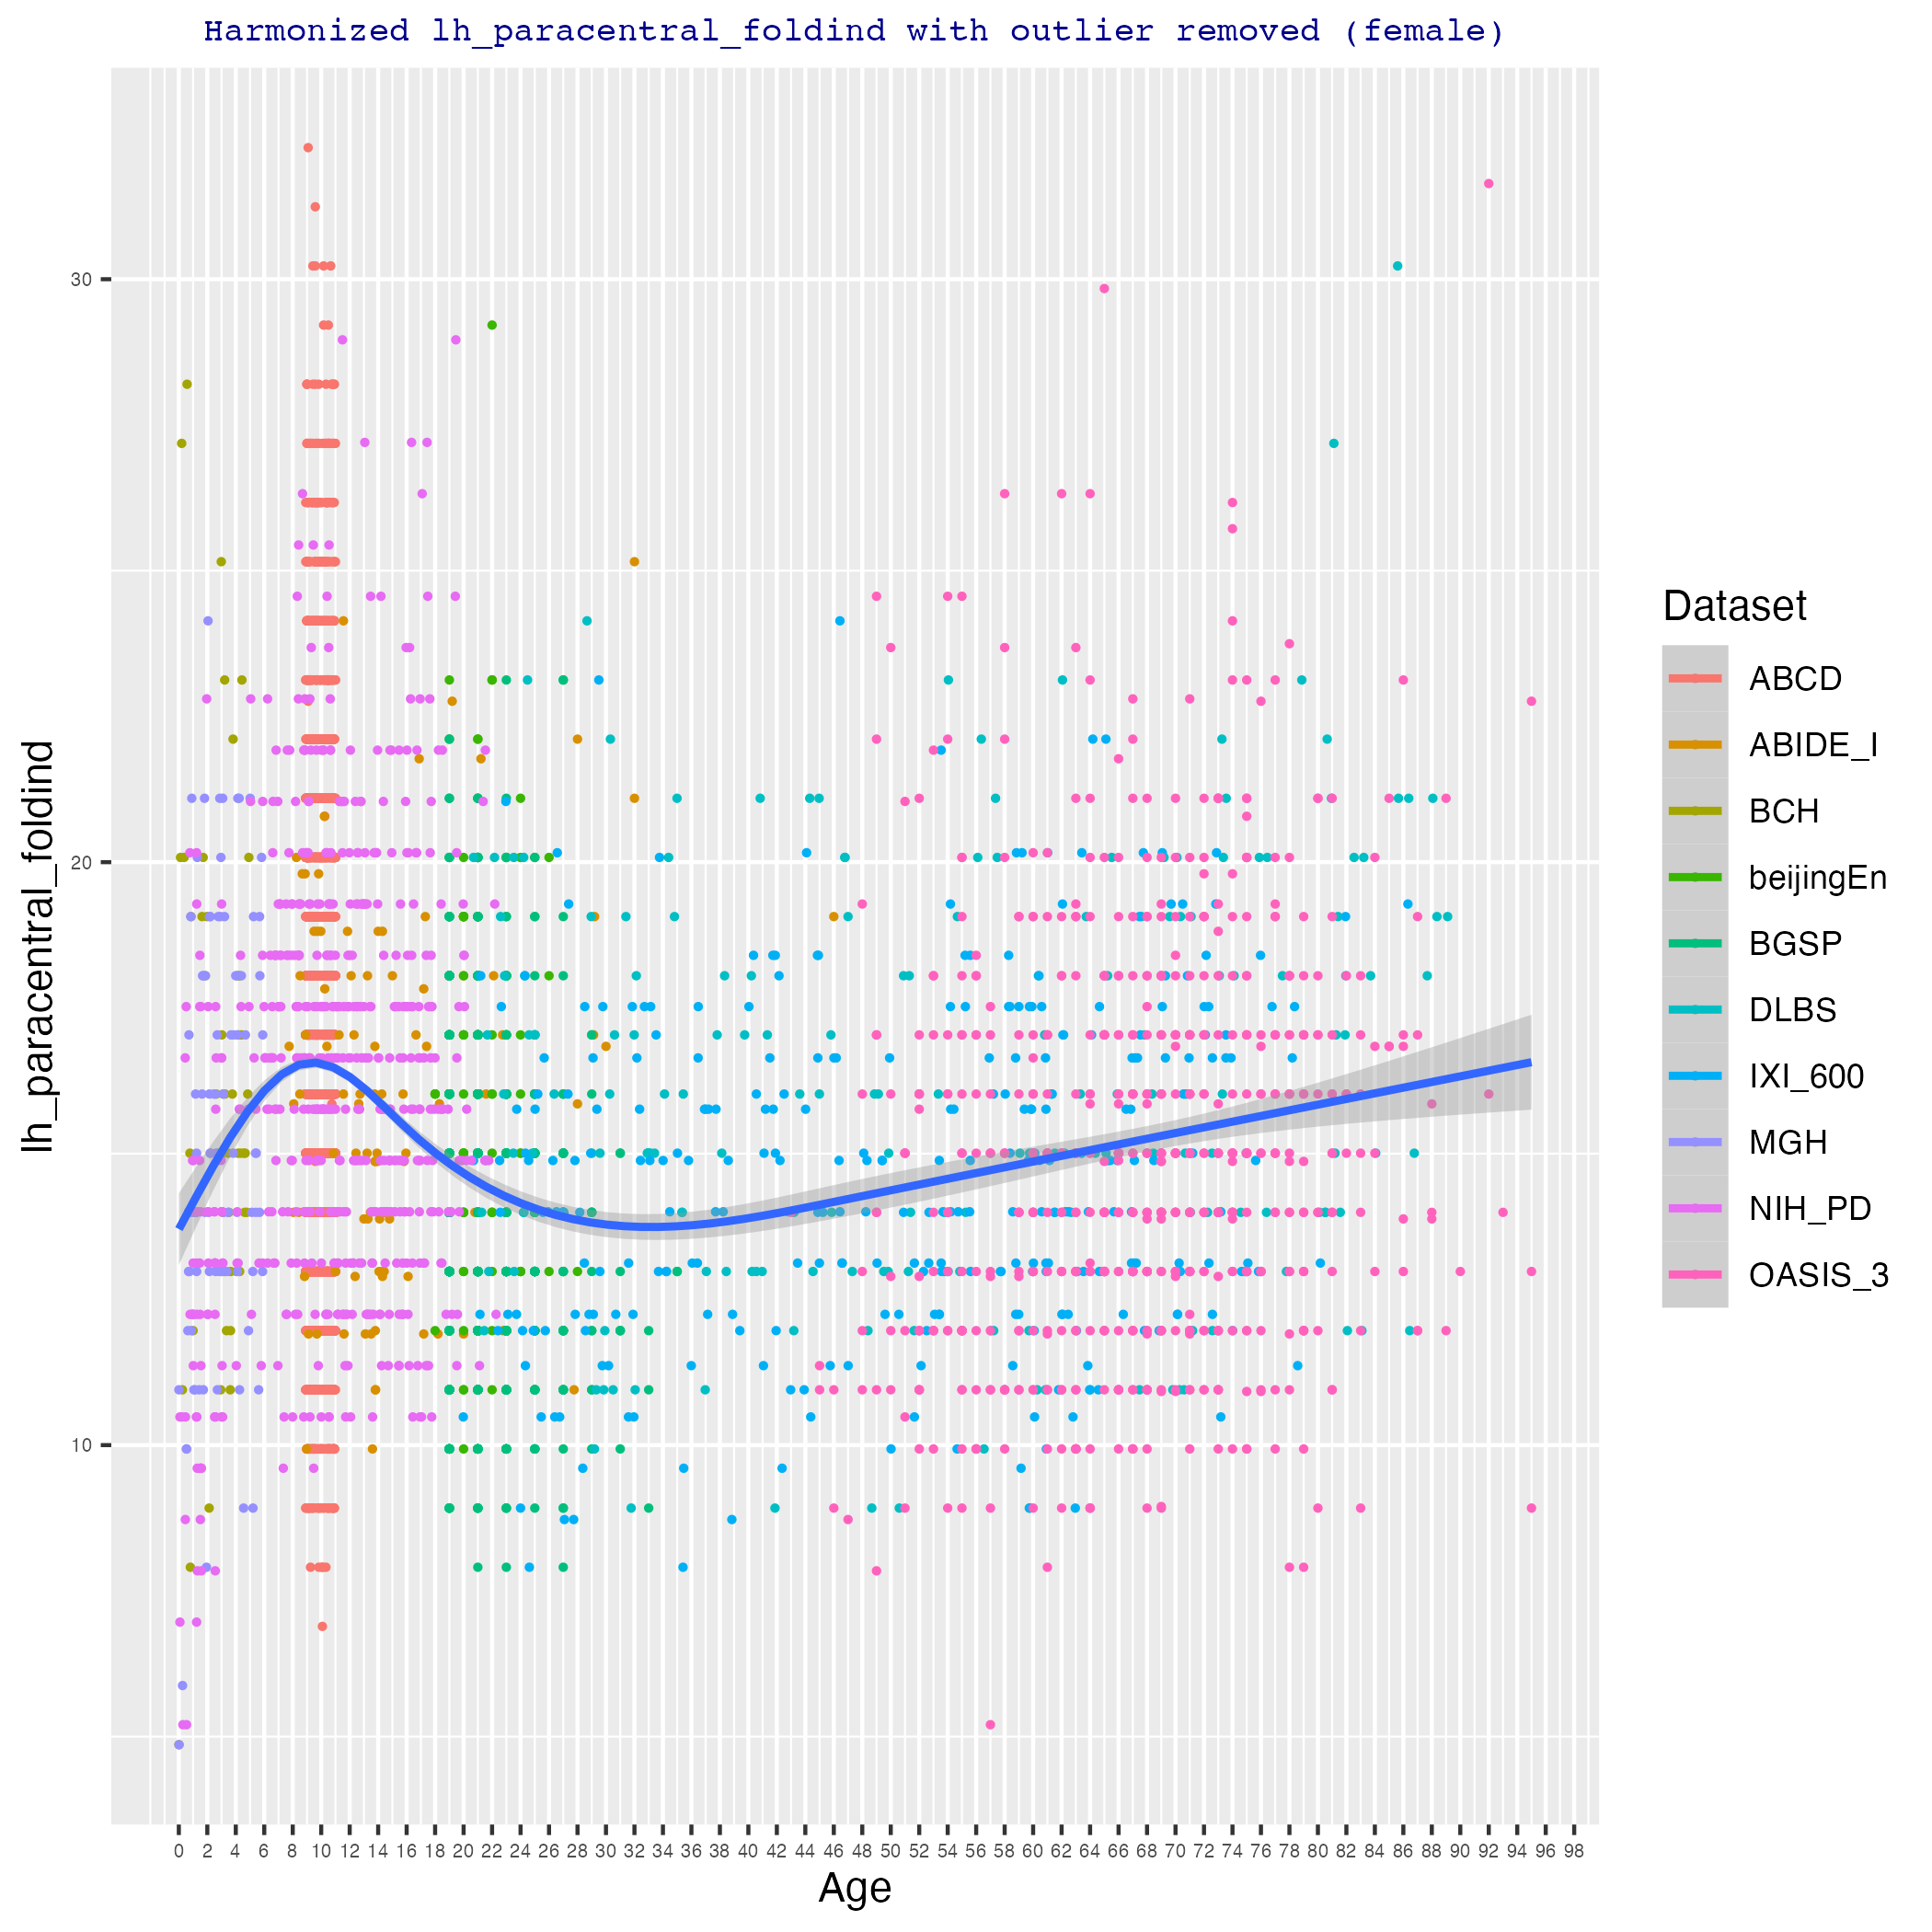 Harmonized lh_paracentral_foldind with outlier removed (female)
lh_paracentral_foldind
30
20
10
0 2 4 6 8 10 12 14 16 18 20 22 24 26 28 30 32 34 36 38 40 42 44 46 48 50 52 54 56 58 60 62 64 66 68 70 72 74 76 78 80 82 84 86 88 90 92 94 96 98
Age
Dataset
ABCD
ABIDE_I
BCH
beijingEn
BGSP
DLBS
IXI_600
MGH
NIH_PD
OASIS_3